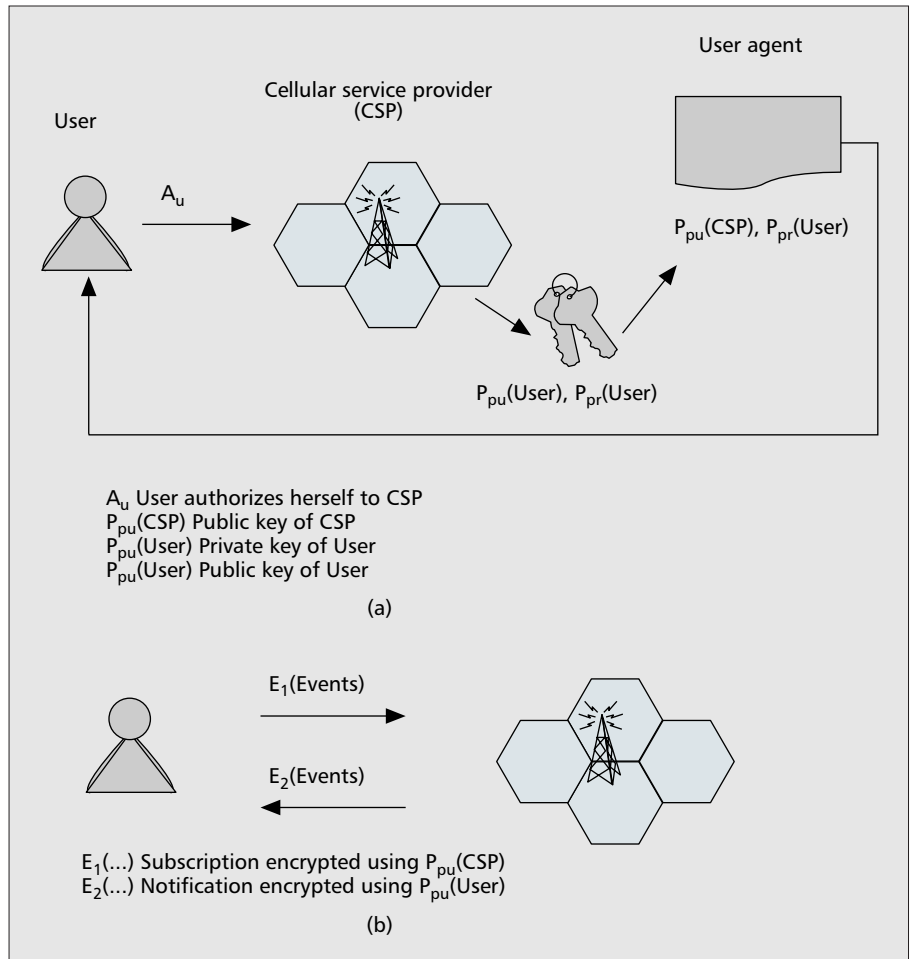 User agent
Cellular service provider
(CSP)
User
A_u
P_pu(CSP), P_pr(User)
P_pu(User), P_pr(User)
A_u User authorizes herself to CSP
P_pu(CSP) Public key of CSP
P_pu(User) Private key of User
P_pu(User) Public key of User
(a)
E_1(Events)
E_2(Events)
E_1(...) Subscription encrypted using P_pu(CSP)
E_2(...) Notification encrypted using P_pu(User)
(b)